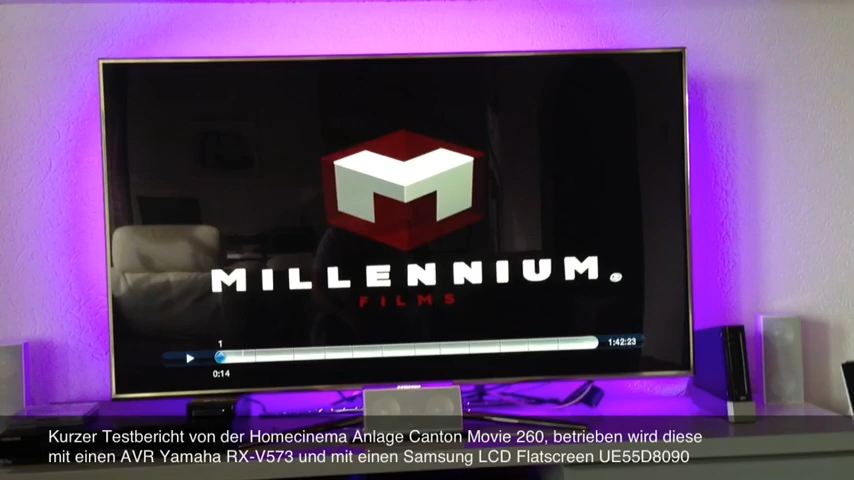 MILLENNIUM.
FILMS
1
1:42:23
0:14
SAMSUNG
Kurzer Testbericht von der Homecinema Anlage Canton Movie 260, betrieben wird diese
mit einen AVR Yamaha RX-V573 und mit einen Samsung LCD Flatscreen UE55D8090